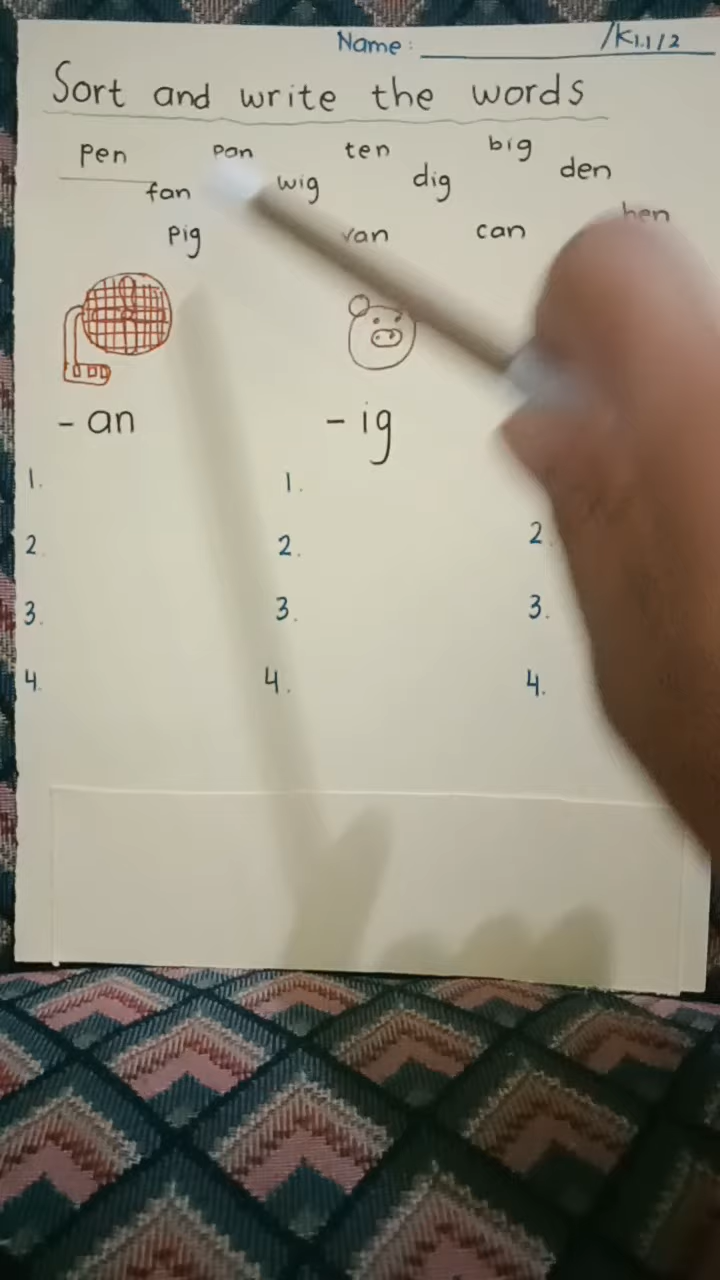 Name: /K1.1/2
Sort and write the words
pen pan ten big
fan wig dig den
pig van can hen
-an -ig
1. 1.
2. 2. 2.
3. 3. 3.
4. 4. 4.